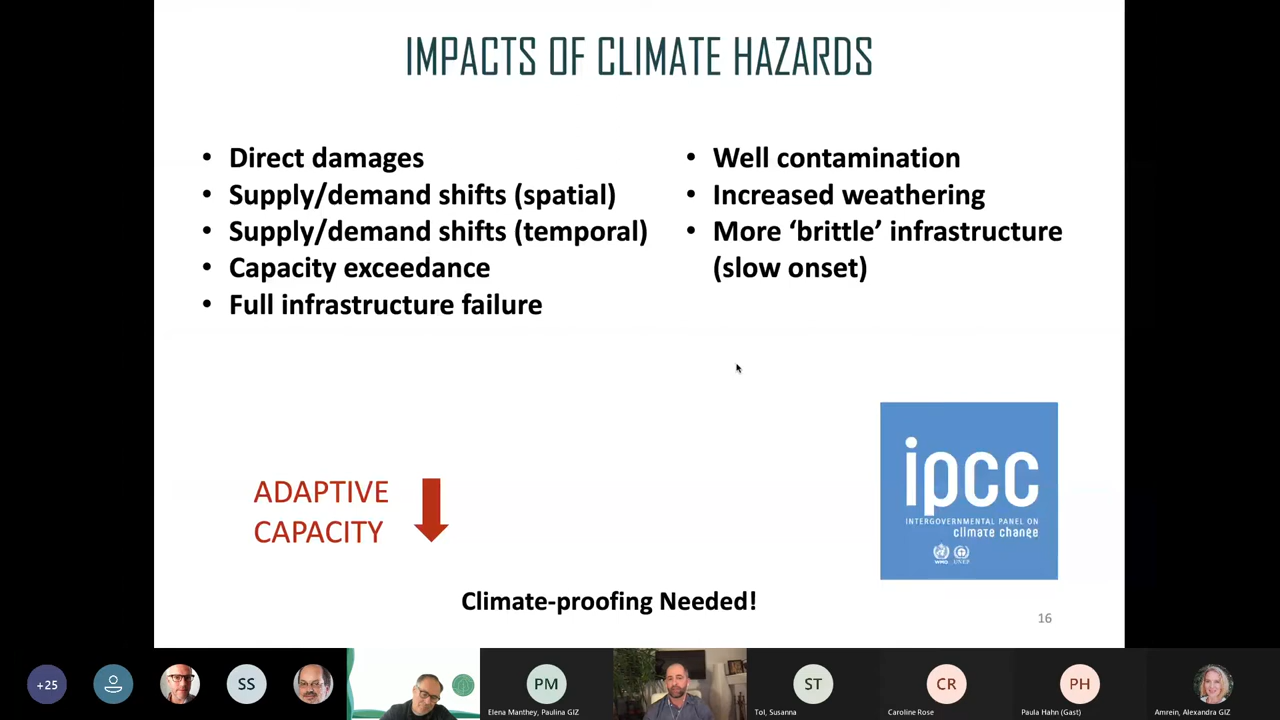 IMPACTS OF CLIMATE HAZARDS
• Direct damages
• Supply/demand shifts (spatial)
• Supply/demand shifts (temporal)
• Capacity exceedance
• Full infrastructure failure
• Well contamination
• Increased weathering
• More ‘brittle’ infrastructure
(slow onset)
ADAPTIVE
CAPACITY
ipcc
INTERGOVERNMENTAL PANEL ON
climate change
WMO
UNEP
Climate-proofing Needed!
16
+25
SS
PM
Elena Manthey, Paulina GIZ
ST
Tol, Susanna
CR
Caroline Rose
PH
Paula Hahn (Gast)
Amrein, Alexandra GIZ